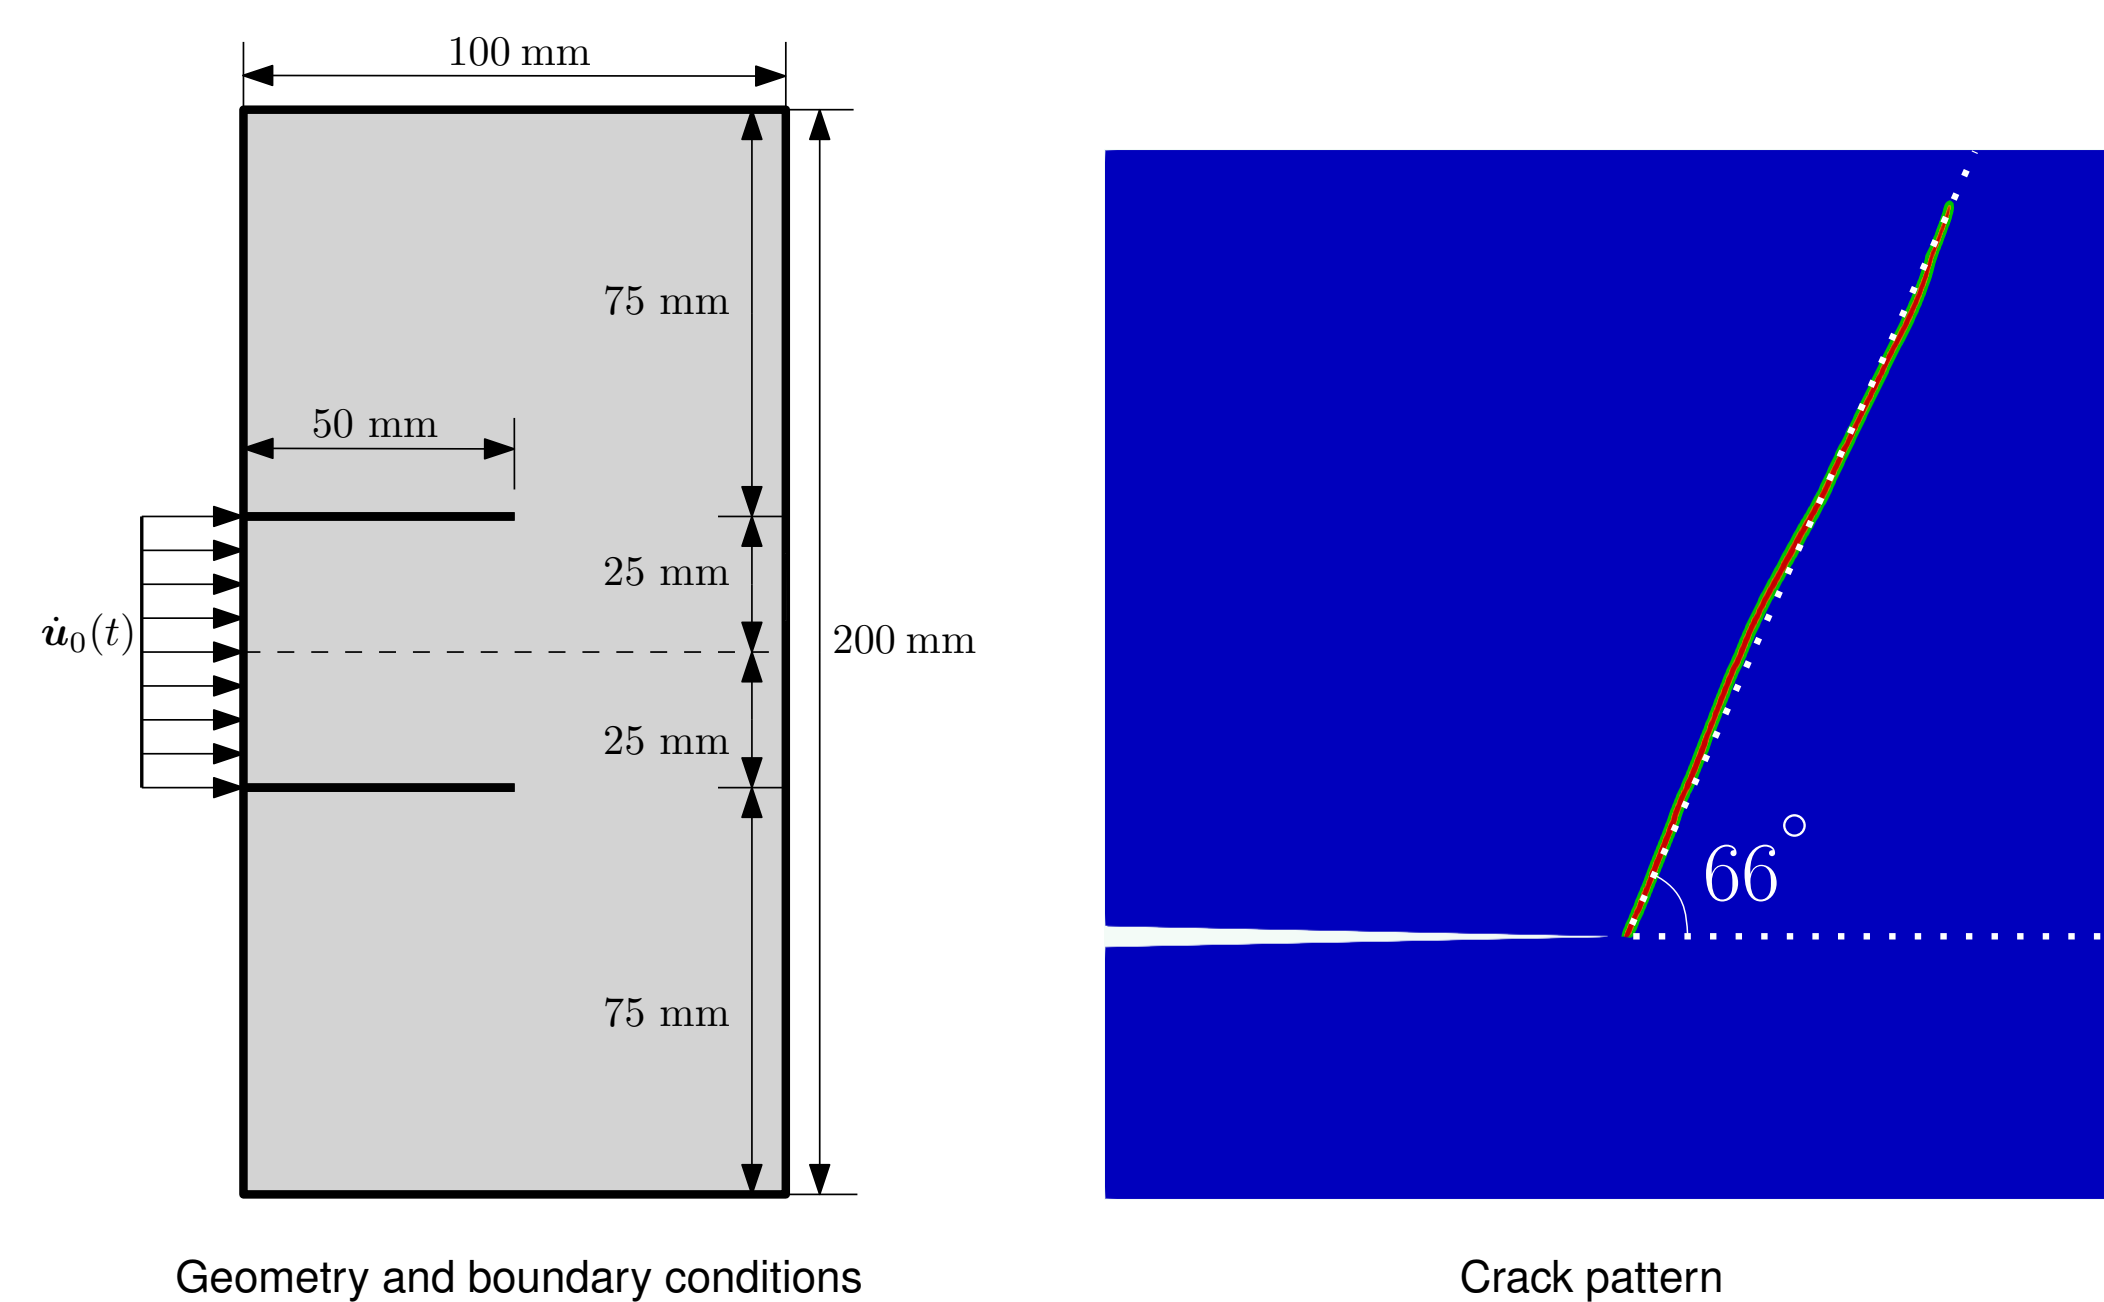 100 mm
75 mm
50 mm
25 mm
u̇₀(t)
200 mm
25 mm
75 mm
66°
Geometry and boundary conditions
Crack pattern